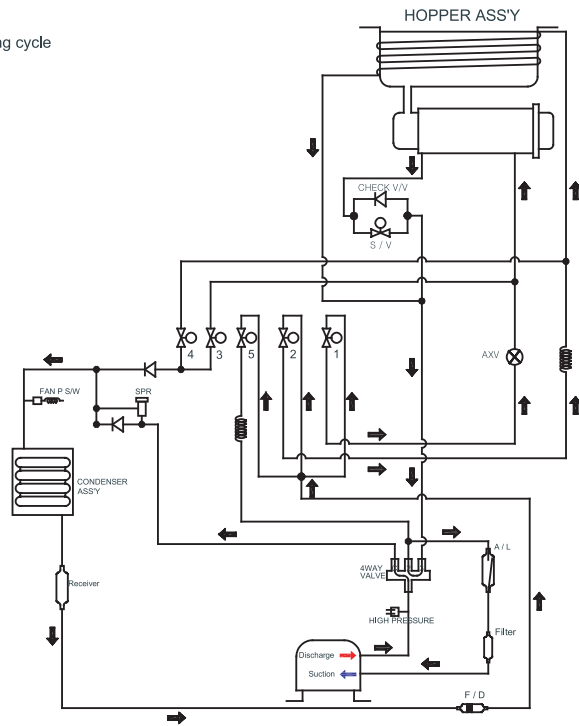 HOPPER ASS'Y
g cycle
CHECK V/V
S / V
4
3
5
2
1
AXV
FAN P S/W
SPR
CONDENSER
ASS'Y
4WAY
VALVE
A / L
Receiver
HIGH PRESSURE
Filter
Discharge
Suction
F / D